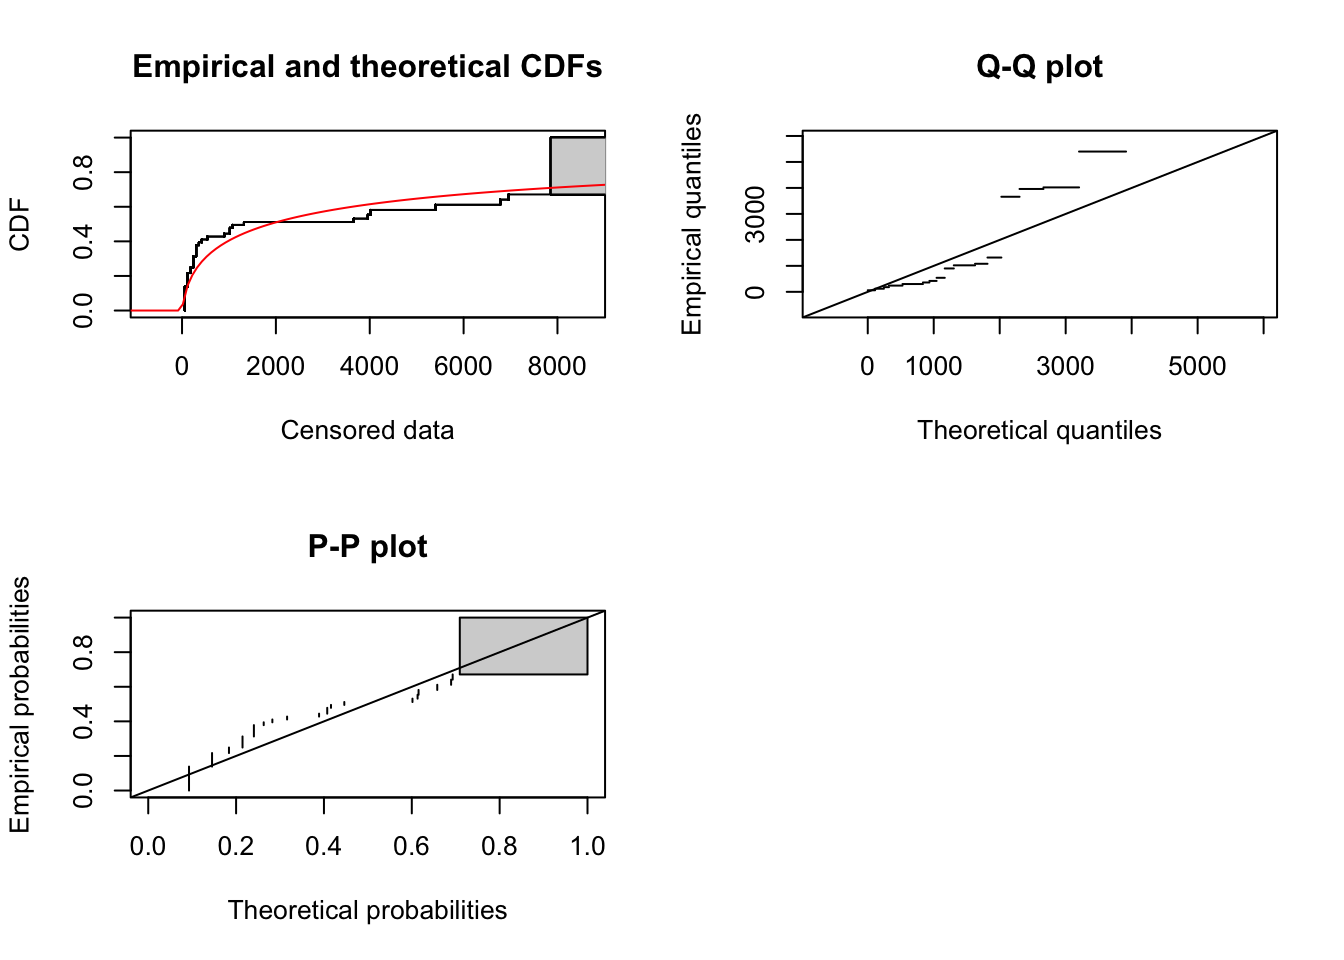 Empirical and theoretical CDFs
CDF
0.0 0.4 0.8
0 2000 4000 6000 8000
Censored data
Q-Q plot
Empirical quantiles
0 3000
0 1000 3000 5000
Theoretical quantiles
P-P plot
Empirical probabilities
0.0 0.4 0.8
0.0 0.2 0.4 0.6 0.8 1.0
Theoretical probabilities